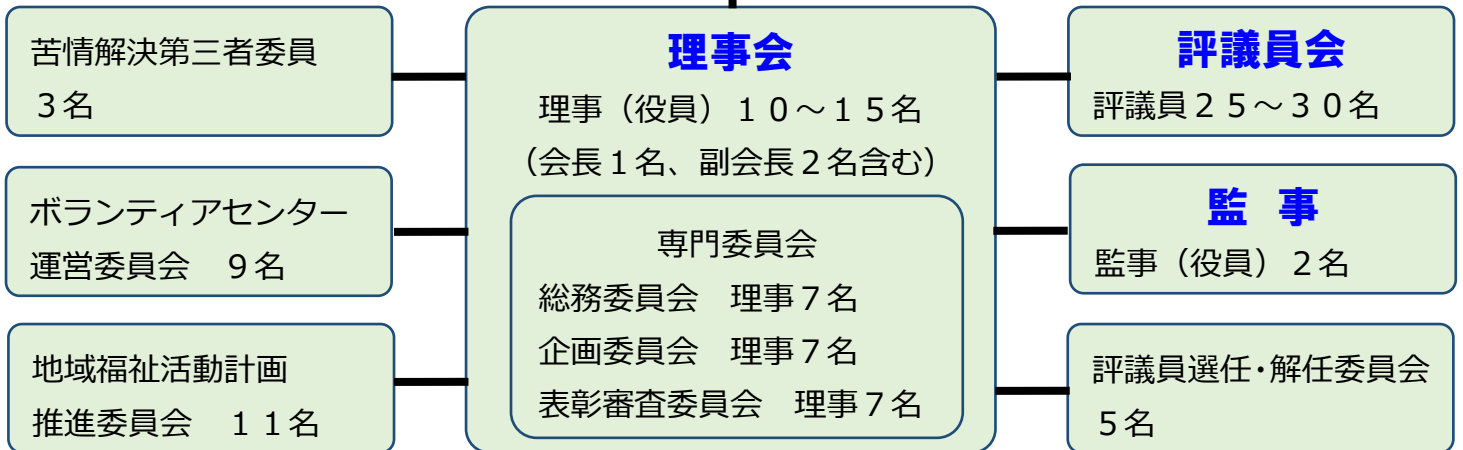 苦情解決第三者委員
３名
ボランティアセンター
運営委員会　９名
地域福祉活動計画
推進委員会　１１名
理事会
理事（役員）１０～１５名
（会長１名、副会長２名含む）
専門委員会
総務委員会　理事７名
企画委員会　理事７名
表彰審査委員会　理事７名
評議員会
評議員２５～３０名
監　事
監事（役員）２名
評議員選任・解任委員会
５名